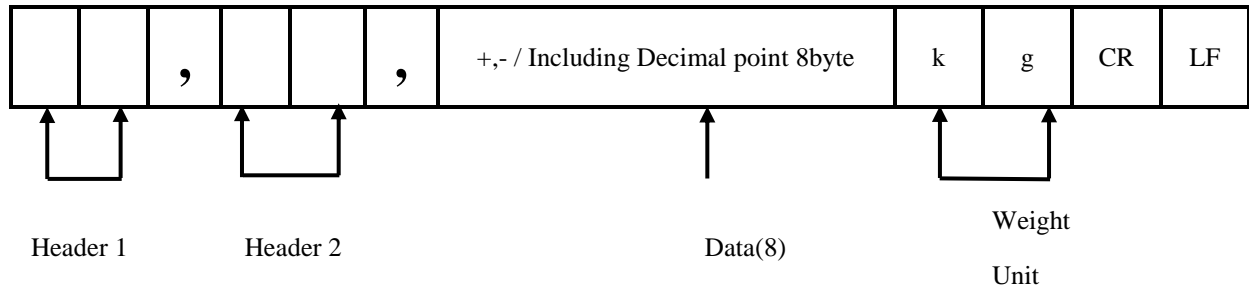 , , +,- / Including Decimal point 8byte k g CR LF
Header 1 Header 2 Data(8) Weight
Unit